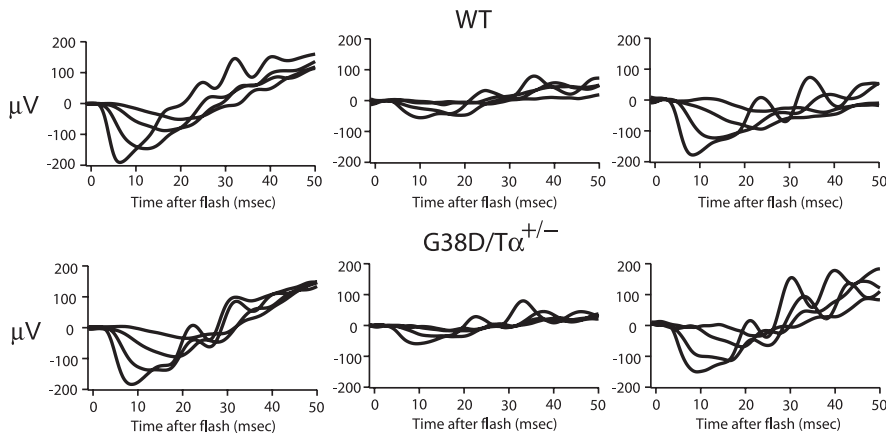 WT
200 200 200
100 100 100
μV 0 0 0
-100 -100 -100
-200 -200 -200
0 10 20 30 40 50 0 10 20 30 40 50 0 10 20 30 40 50
Time after flash (msec) Time after flash (msec) Time after flash (msec)
G38D/Tα+/−
200 200 200
100 100 100
μV 0 0 0
-100 -100 -100
-200 -200 -200
0 10 20 30 40 50 0 10 20 30 40 50 0 10 20 30 40 50
Time after flash (msec) Time after flash (msec) Time after flash (msec)